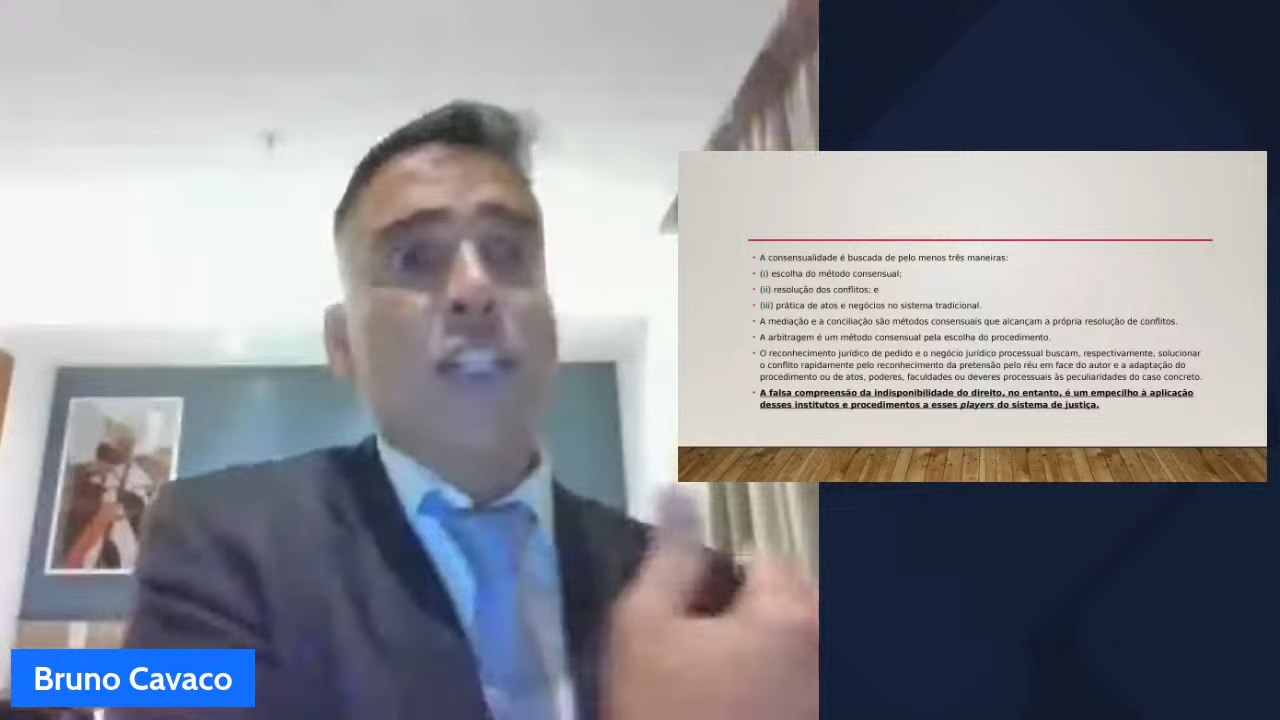 A consensualidade é buscada de pelo menos três maneiras:
(i) escolha do método consensual;
(ii) resolução dos conflitos; e
(iii) prática de atos e negócios no sistema tradicional.
A mediação e a conciliação são métodos consensuais que alcançam a própria resolução de conflitos.
A arbitragem é um método consensual pela escolha do procedimento.
O reconhecimento jurídico de pedido e o negócio jurídico processual buscam, respectivamente, solucionar
o conflito rapidamente pelo reconhecimento da pretensão pelo réu em face do autor e a adaptação do
procedimento ou de atos, poderes, faculdades ou deveres processuais às peculiaridades do caso concreto.
A falsa compreensão da indisponibilidade do direito, no entanto, é um empecilho à aplicação
desses institutos e procedimentos a esses players do sistema de justiça.
Bruno Cavaco